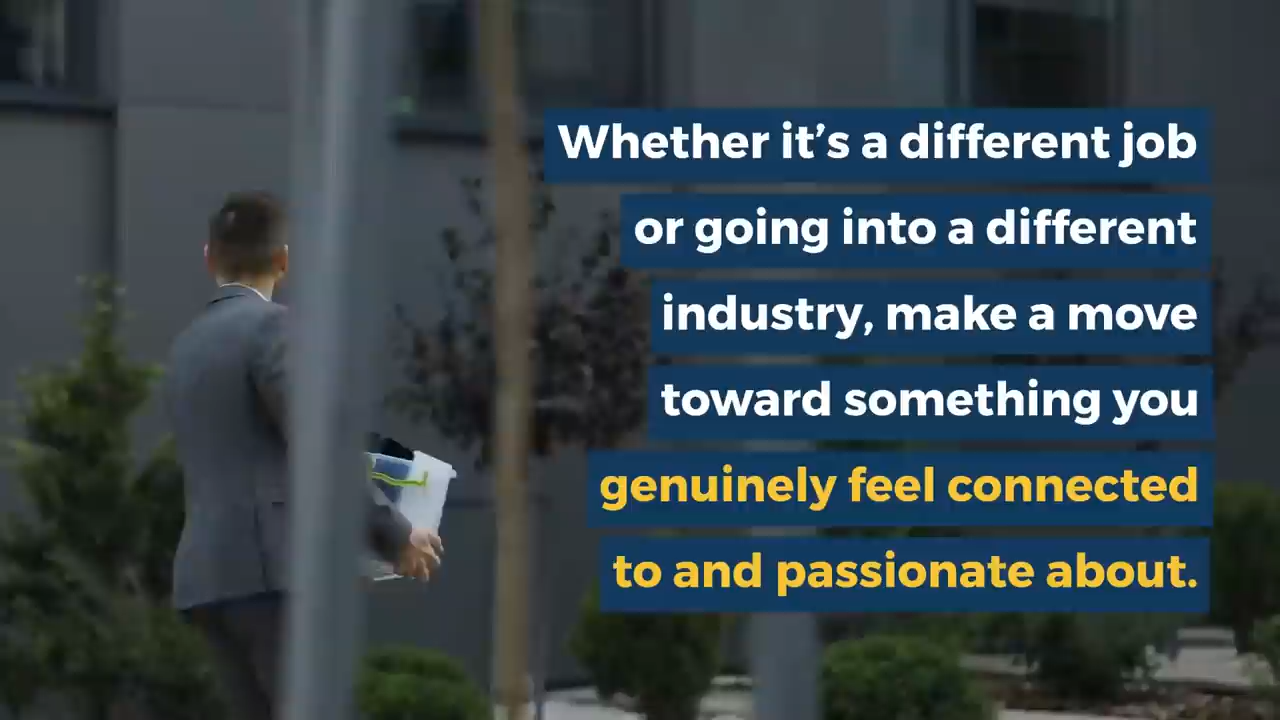 Whether it’s a different job
or going into a different
industry, make a move
toward something you
genuinely feel connected
to and passionate about.